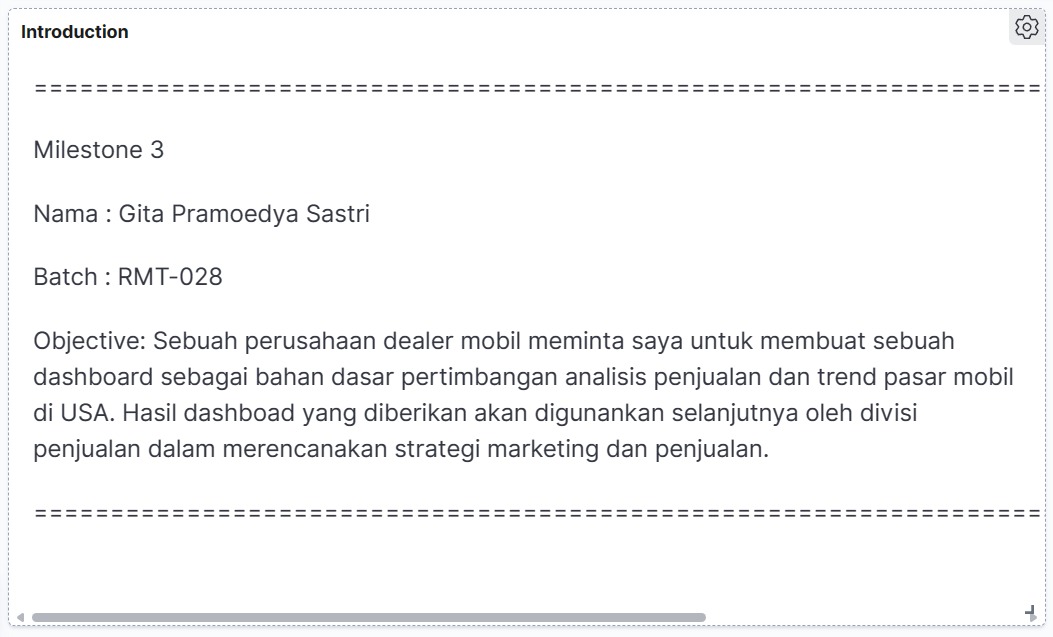 Introduction
==================================================================
Milestone 3
Nama : Gita Pramoedya Sastri
Batch : RMT-028
Objective: Sebuah perusahaan dealer mobil meminta saya untuk membuat sebuah
dashboard sebagai bahan dasar pertimbangan analisis penjualan dan trend pasar mobil
di USA. Hasil dashboad yang diberikan akan digunankan selanjutnya oleh divisi
penjualan dalam merencanakan strategi marketing dan penjualan.
==================================================================